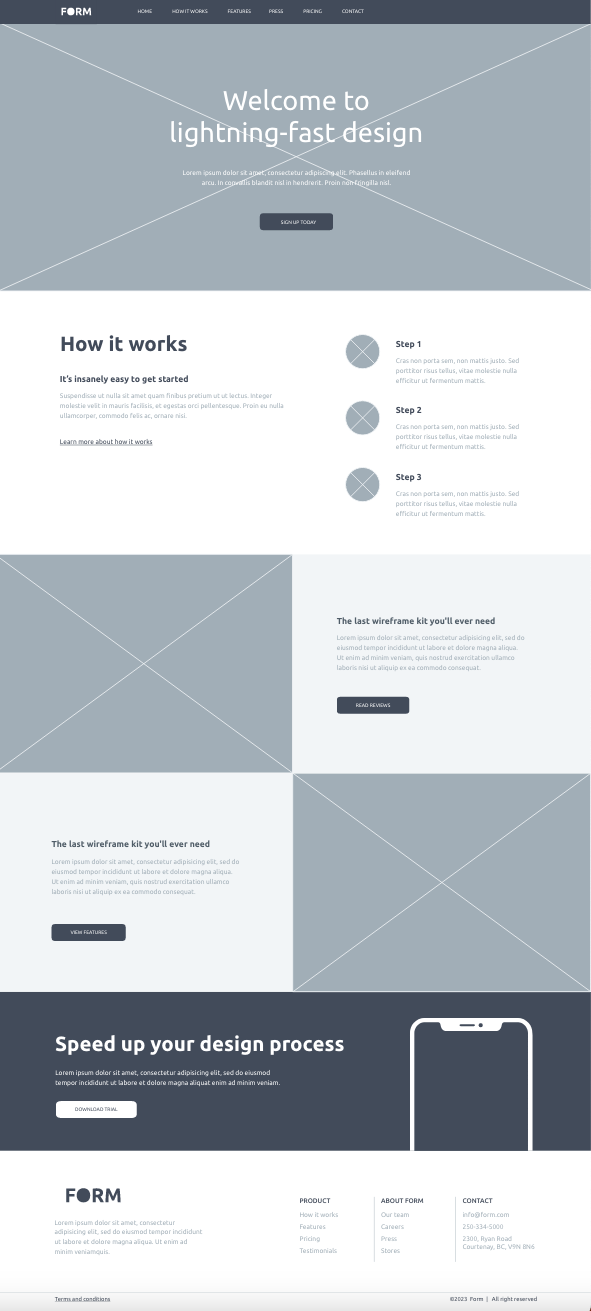 FORM
HOME HOW IT WORKS FEATURES PRESS PRICING CONTACT
Welcome to
lightning-fast design
Lorem ipsum dolor sit amet, consectetur adipiscing elit. Phasellus in eleifend
arcu. In convallis blandit nisl in hendrerit. Proin non fringilla nisl.
SIGN UP TODAY
How it works
It's insanely easy to get started
Suspendisse ut nulla sit amet quam finibus pretium ut ut lectus. Integer
molestie velit in mauris facilisis, et egestas orci pellentesque. Proin eu nulla
ullamcorper, commodo felis ac, ornare nisl.
Learn more about how it works
Step 1
Cras non porta sem, non mattis justo. Sed
porttitor risus tellus, vitae molestie nulla
efficitur ut fermentum mattis.
Step 2
Cras non porta sem, non mattis justo. Sed
porttitor risus tellus, vitae molestie nulla
efficitur ut fermentum mattis.
Step 3
Cras non porta sem, non mattis justo. Sed
porttitor risus tellus, vitae molestie nulla
efficitur ut fermentum mattis.
The last wireframe kit you'll ever need
Lorem ipsum dolor sit amet, consectetur adipisicing elit, sed do
eiusmod tempor incididunt ut labore et dolore magna aliqua.
Ut enim ad minim veniam, quis nostrud exercitation ullamco
laboris nisi ut aliquip ex ea commodo consequat.
READ REVIEWS
The last wireframe kit you'll ever need
Lorem ipsum dolor sit amet, consectetur adipisicing elit, sed do
eiusmod tempor incididunt ut labore et dolore magna aliqua.
Ut enim ad minim veniam, quis nostrud exercitation ullamco
laboris nisi ut aliquip ex ea commodo consequat.
VIEW FEATURES
Speed up your design process
Lorem ipsum dolor sit amet, consectetur adipisicing elit, sed do eiusmod
tempor incididunt ut labore et dolore magna aliquat enim ad minim veniam.
DOWNLOAD TRIAL
FORM
Lorem ipsum dolor sit amet, consectetur
adipisicing elit, sed do eiusmod tempor incididunt
ut labore et dolore magna aliqua. Ut enim ad
minim veniamquis.
PRODUCT
How it works
Features
Pricing
Testimonials
ABOUT FORM
Our team
Careers
Press
Stores
CONTACT
info@form.com
250-334-5000
2300, Ryan Road
Courtenay, BC, V9N 8N6
Terms and conditions
©2023 Form | All right reserved